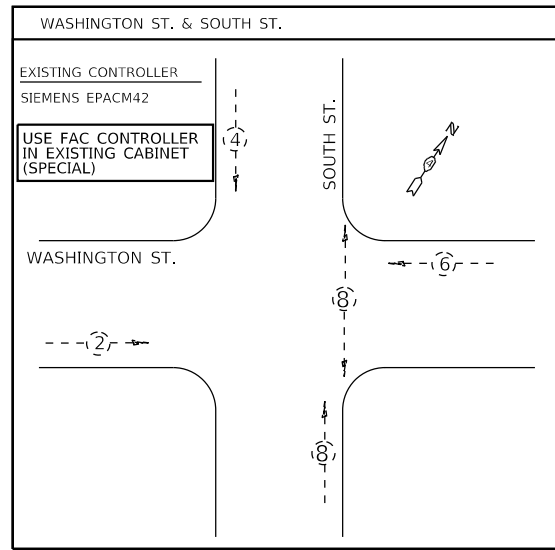 WASHINGTON ST. & SOUTH ST.
EXISTING CONTROLLER
SIEMENS EPACM42
USE FAC CONTROLLER
IN EXISTING CABINET
(SPECIAL)
4
SOUTH ST.
N
4
WASHINGTON ST.
6
8
2
8